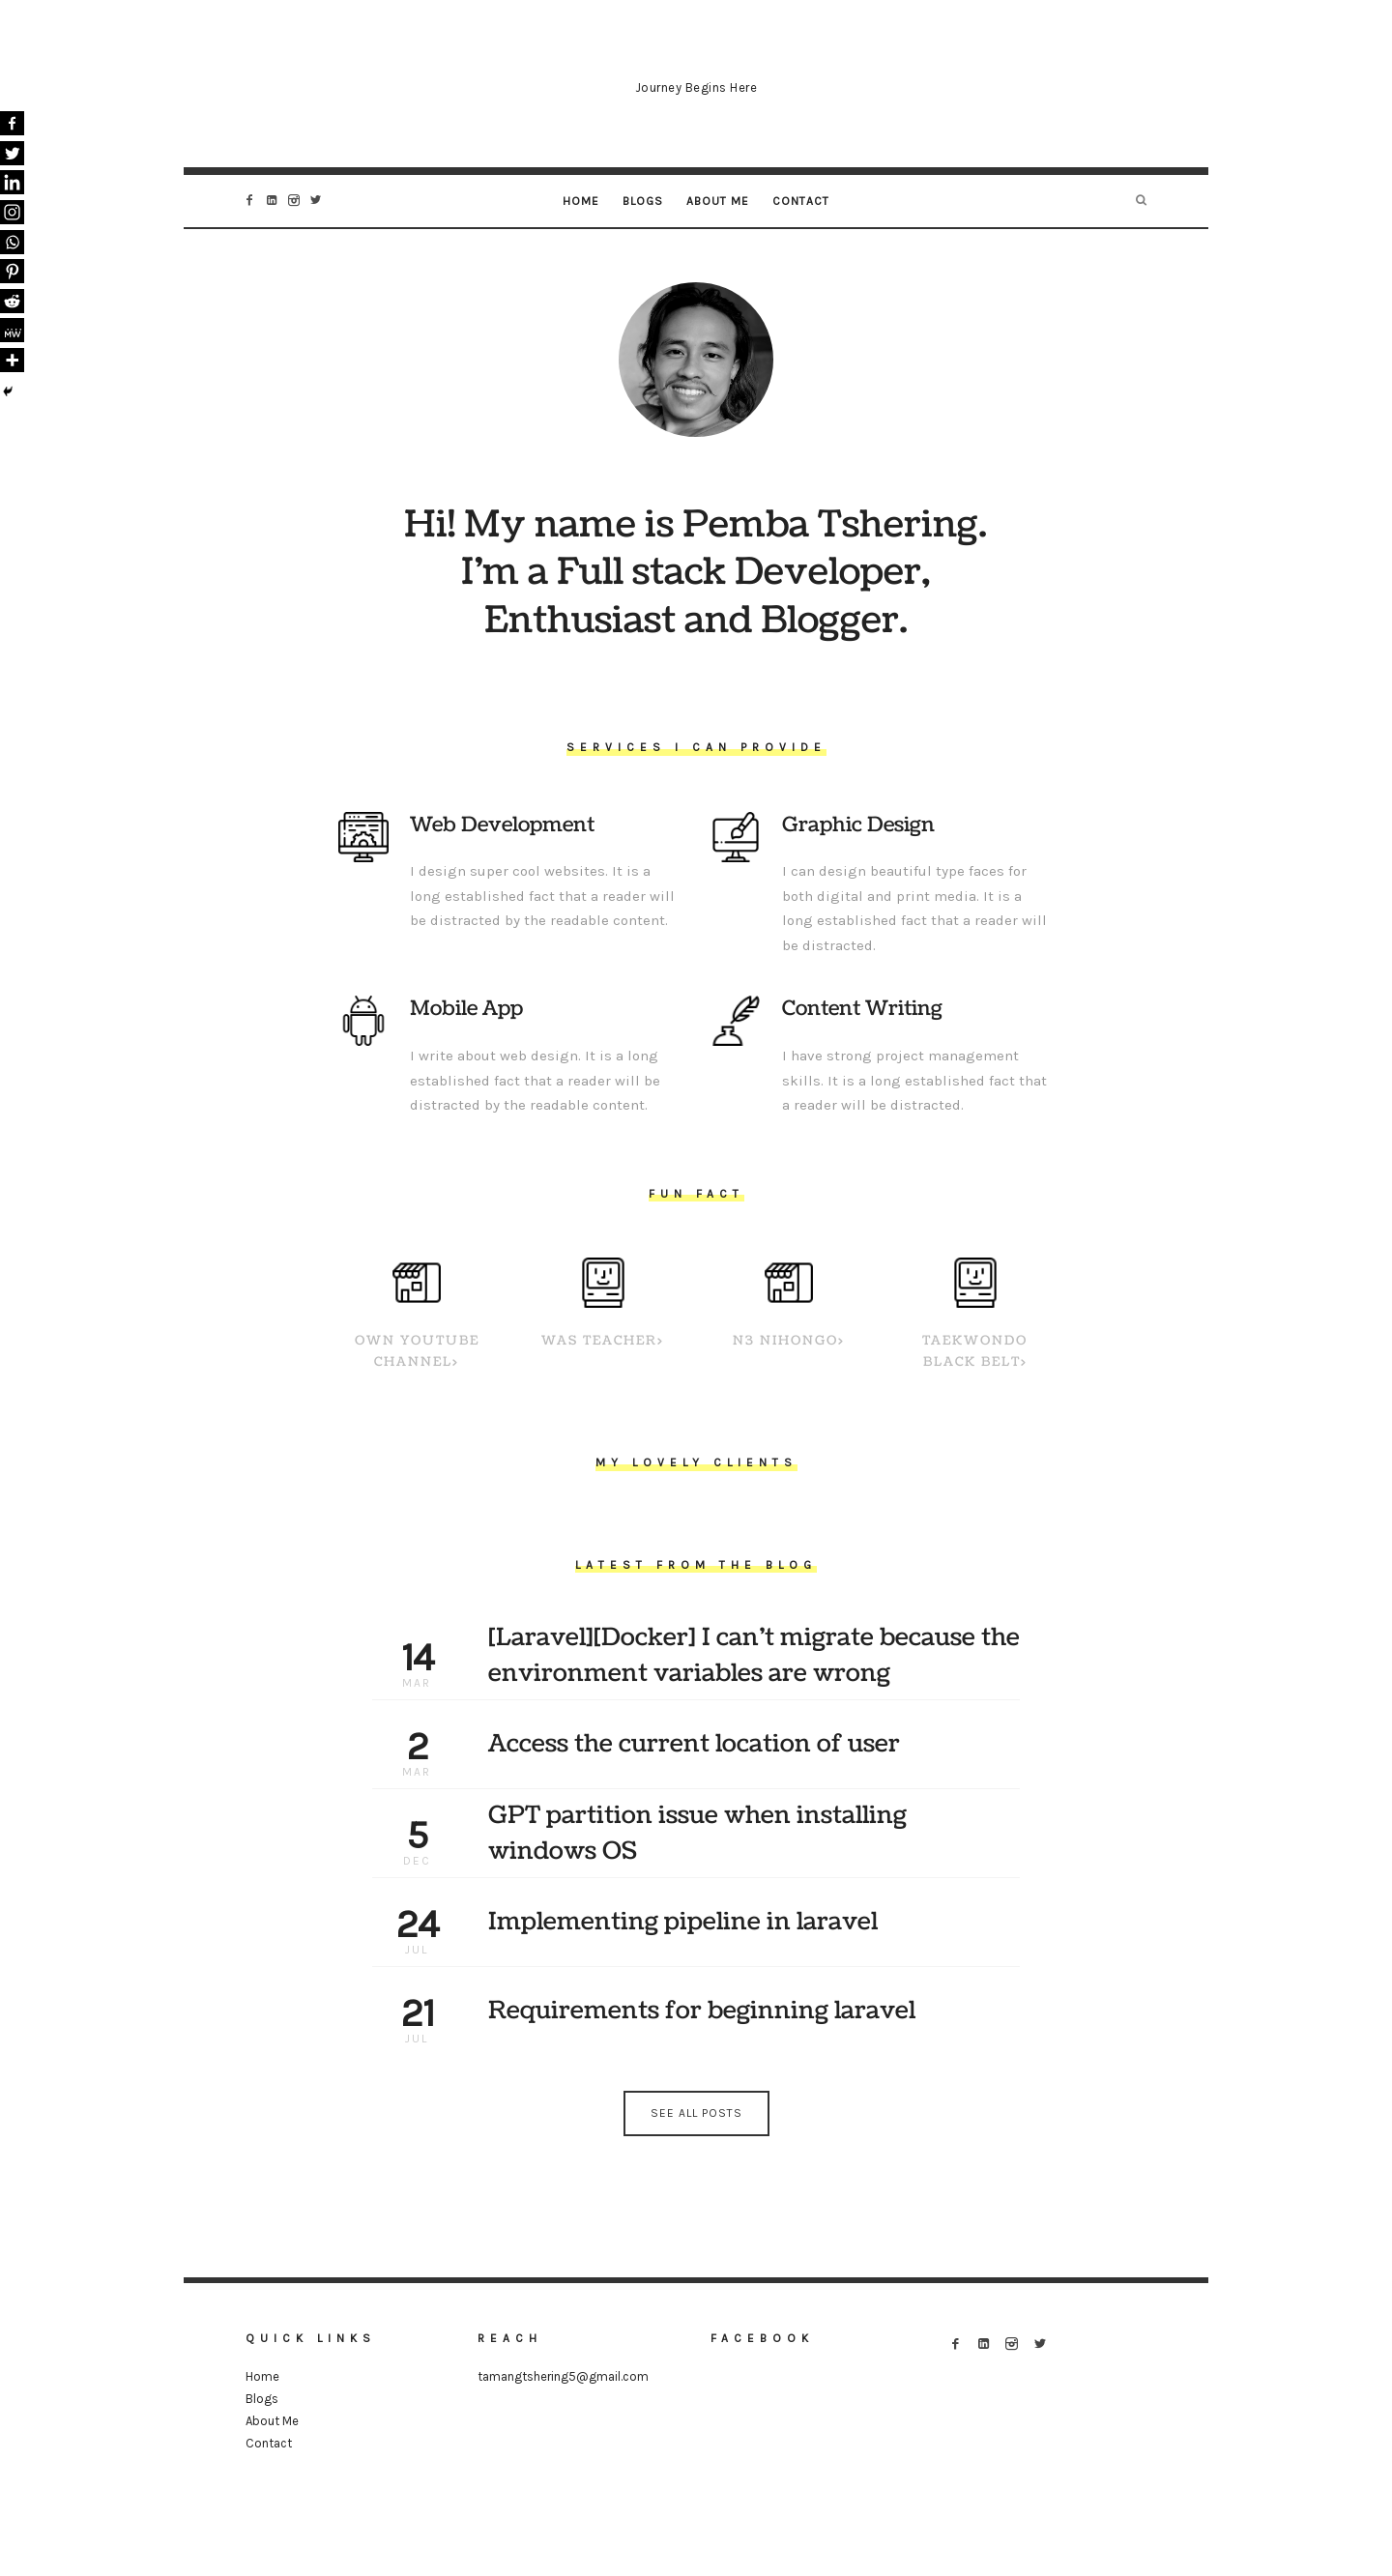 Journey Begins Here
HOME BLOGS ABOUT ME CONTACT
MW
Hi! My name is Pemba Tshering.
I'm a Full stack Developer,
Enthusiast and Blogger.
SERVICES I CAN PROVIDE
Web Development
I design super cool websites. It is a
long established fact that a reader will
be distracted by the readable content.
Graphic Design
I can design beautiful type faces for
both digital and print media. It is a
long established fact that a reader will
be distracted.
Mobile App
I write about web design. It is a long
established fact that a reader will be
distracted by the readable content.
Content Writing
I have strong project management
skills. It is a long established fact that
a reader will be distracted.
FUN FACT
OWN YOUTUBE
CHANNEL>
WAS TEACHER>
N3 NIHONGO>
TAEKWONDO
BLACK BELT>
MY LOVELY CLIENTS
LATEST FROM THE BLOG
14
MAR
[Laravel][Docker] I can't migrate because the
environment variables are wrong
2
MAR
Access the current location of user
5
DEC
GPT partition issue when installing
windows OS
24
JUL
Implementing pipeline in laravel
21
JUL
Requirements for beginning laravel
SEE ALL POSTS
QUICK LINKS
Home
Blogs
About Me
Contact
REACH
tamangtshering5@gmail.com
FACEBOOK